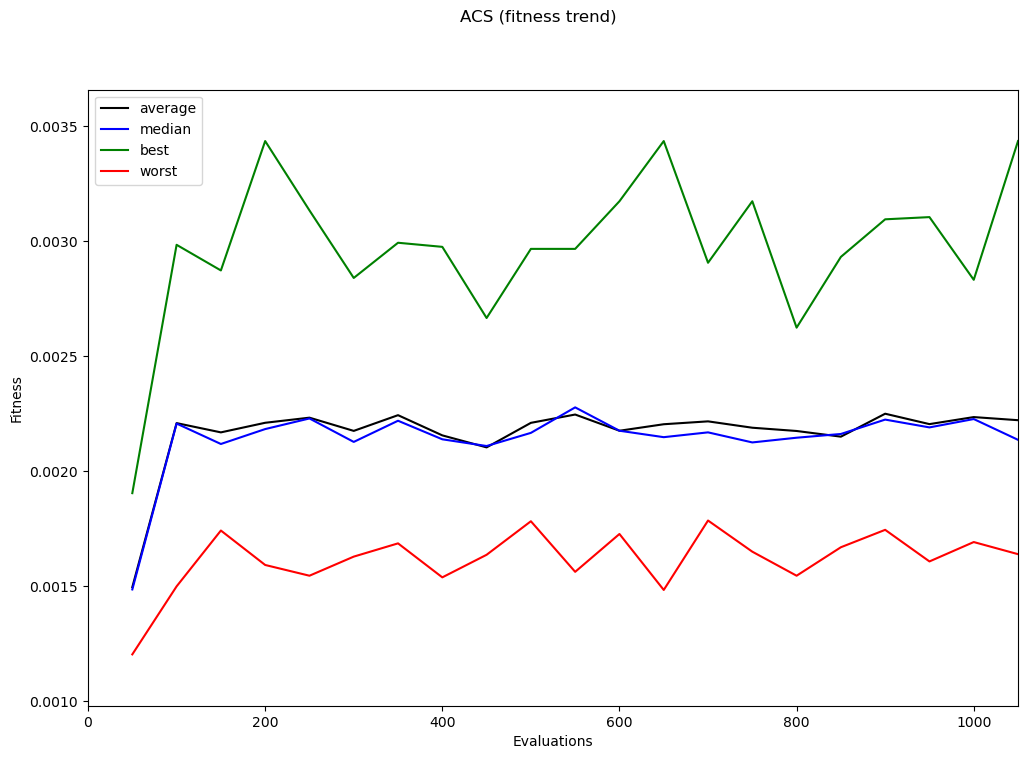 ACS (fitness trend)
average
median
best
worst
Fitness
0.0035
0.0030
0.0025
0.0020
0.0015
0.0010
0 200 400 600 800 1000
Evaluations